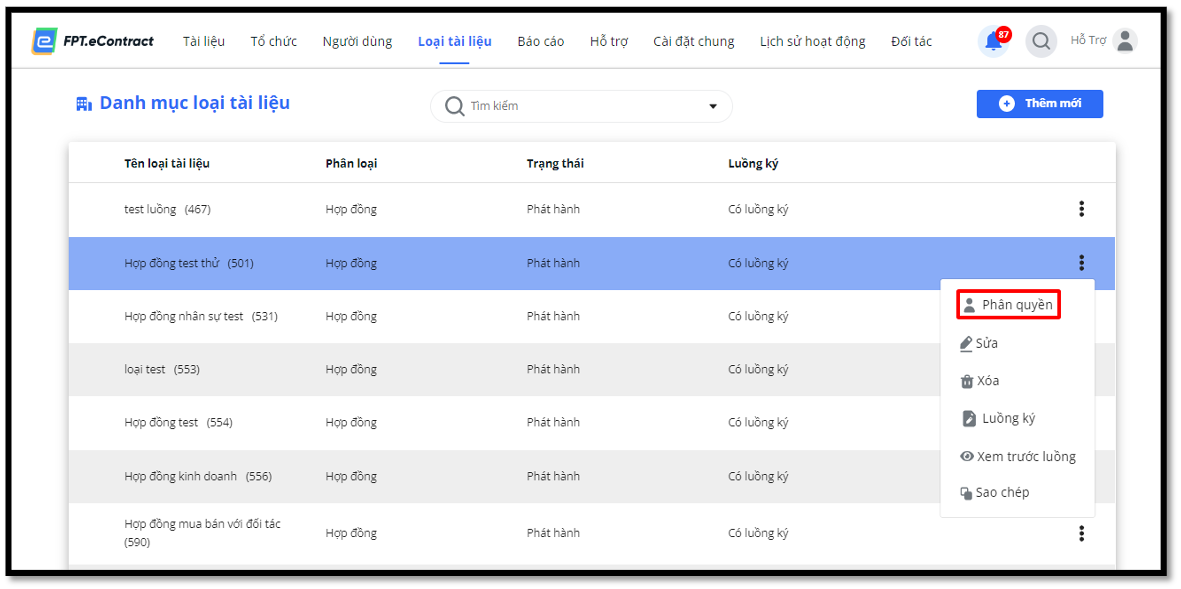 FPT.eContract Tài liệu Tổ chức Người dùng Loại tài liệu Báo cáo Hỗ trợ Cài đặt chung Lịch sử hoạt động Đối tác 87 Hỗ Trợ
Danh mục loại tài liệu Tìm kiếm Thêm mới
Tên loại tài liệu Phân loại Trạng thái Luồng ký
test luồng (467) Hợp đồng Phát hành Có luồng ký
Hợp đồng test thử (501) Hợp đồng Phát hành Có luồng ký
Phân quyền
Hợp đồng nhân sự test (531) Hợp đồng Phát hành Có luồng ký
Sửa
loại test (553) Hợp đồng Phát hành Có luồng ký
Xóa
Hợp đồng test (554) Hợp đồng Phát hành Có luồng ký
Luồng ký
Xem trước luồng
Hợp đồng kinh doanh (556) Hợp đồng Phát hành Có luồng ký
Sao chép
Hợp đồng mua bán với đối tác
(590) Hợp đồng Phát hành Có luồng ký